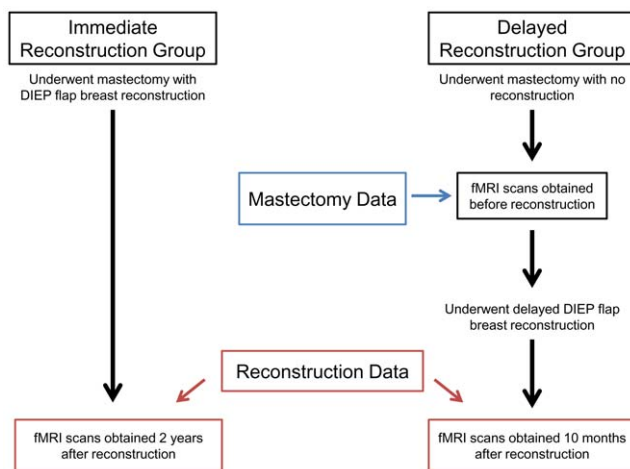 Immediate
Reconstruction Group
Underwent mastectomy with
DIEP flap breast reconstruction
Delayed
Reconstruction Group
Underwent mastectomy with no
reconstruction
Mastectomy Data
fMRI scans obtained
before reconstruction
Underwent delayed DIEP flap
breast reconstruction
Reconstruction Data
fMRI scans obtained 2 years
after reconstruction
fMRI scans obtained 10 months
after reconstruction